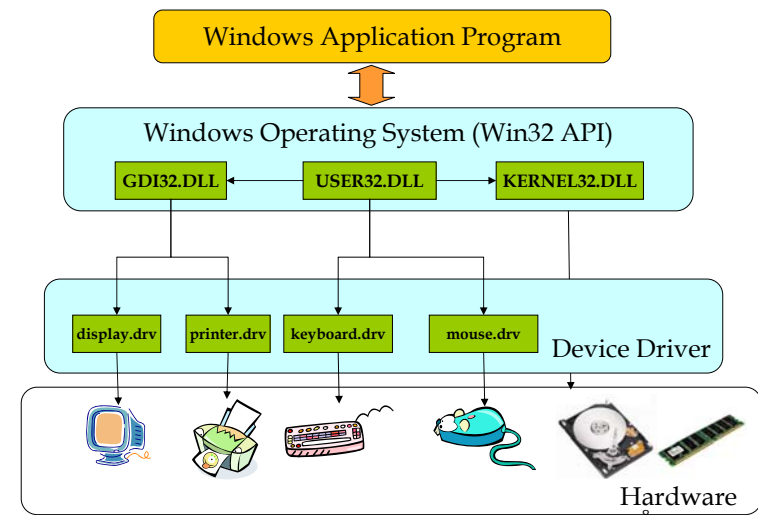 Windows Application Program
Windows Operating System (Win32 API)
GDI32.DLL USER32.DLL KERNEL32.DLL
display.drv printer.drv keyboard.drv mouse.drv
Device Driver
Hardware